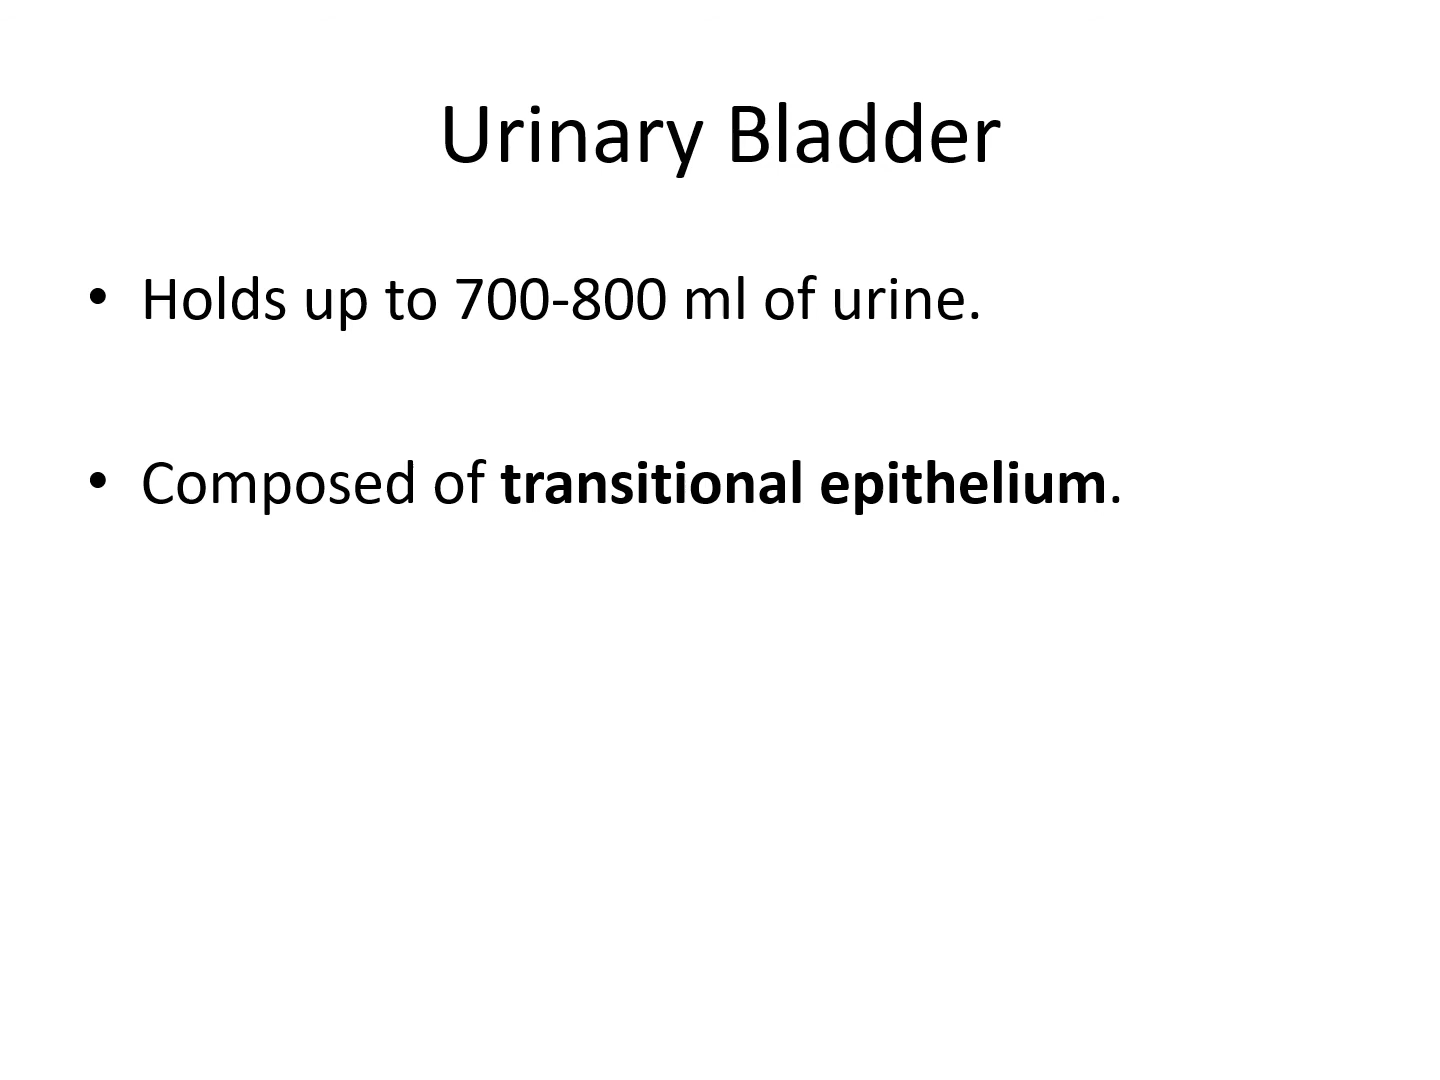 Urinary Bladder
• Holds up to 700-800 ml of urine.
• Composed of transitional epithelium.